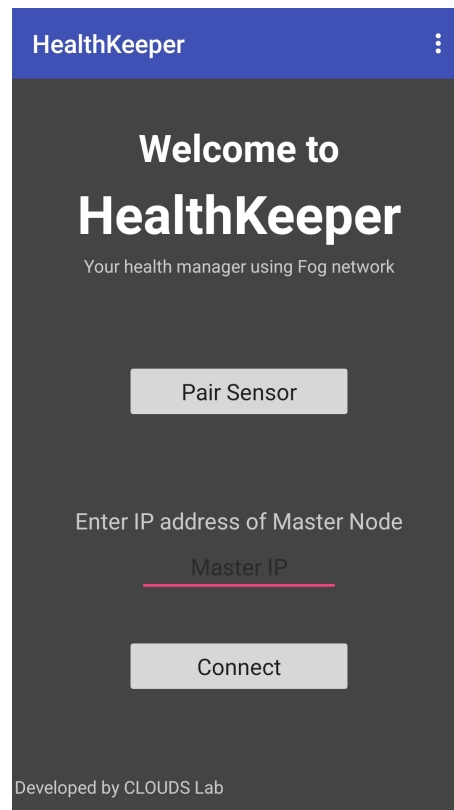 HealthKeeper
Welcome to
HealthKeeper
Your health manager using Fog network
Pair Sensor
Enter IP address of Master Node
Master IP
Connect
Developed by CLOUDS Lab